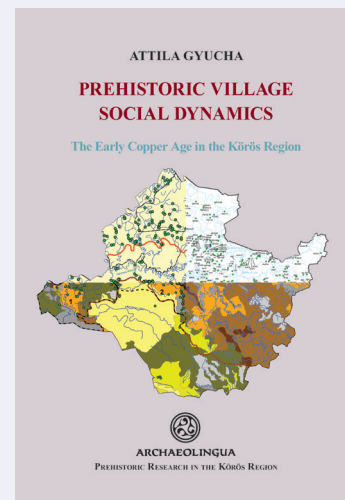 ATTILA GYUCHA
PREHISTORIC VILLAGE
SOCIAL DYNAMICS
The Early Copper Age in the Körös Region
ARCHAEOLINGUA
PREHISTORIC RESEARCH IN THE KÖRÖS REGION